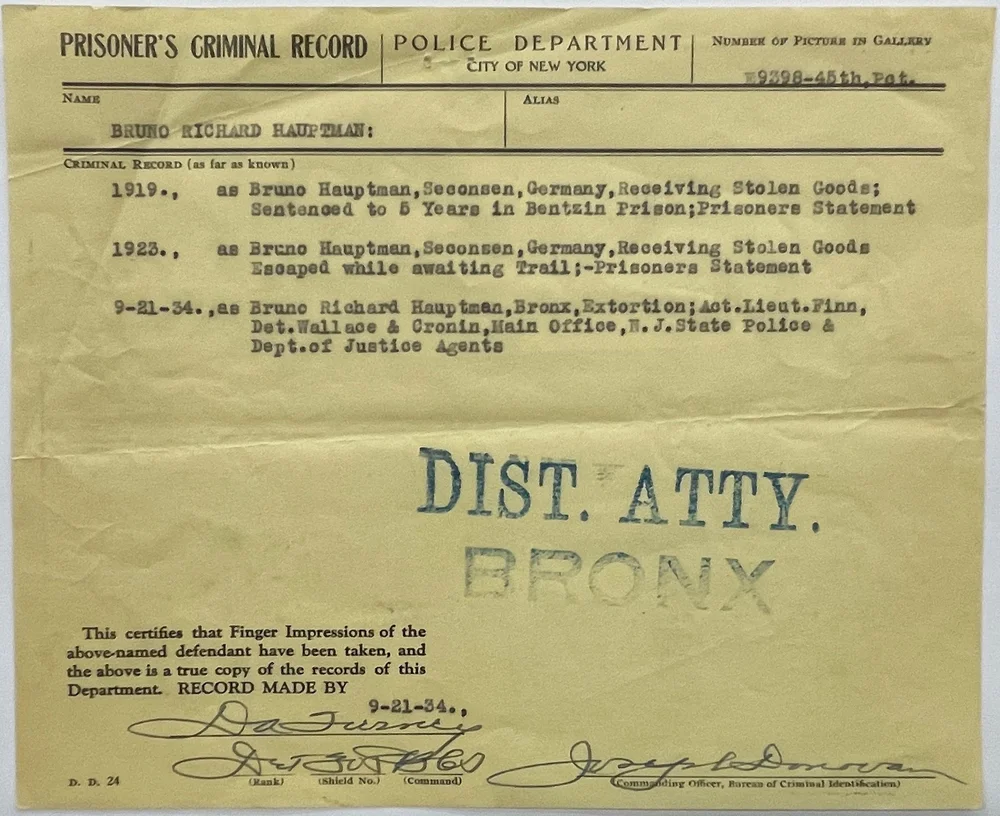 PRISONER'S CRIMINAL RECORD
POLICE DEPARTMENT
CITY OF NEW YORK
NUMBER OF PICTURE IN GALLERY
9398-45th,Pct.
NAME
ALIAS
BRUNO RICHARD HAUPTMAN:
CRIMINAL RECORD (as far as known)
1919., as Bruno Hauptman,Seconsen,Germany,Receiving Stolen Goods;
Sentenced to 5 Years in Bentzin Prison;Prisoners Statement
1923., as Bruno Hauptman,Seconsen,Germany,Receiving Stolen Goods
Escaped while awaiting Trail;-Prisoners Statement
9-21-34.,as Bruno Richard Hauptman,Bronx,Extortion;Act.Lieut.Finn,
Det.Wallace & Cronin,Main Office,N.J.State Police &
Dept.of Justice Agents
DIST. ATTY.
BRONX
This certifies that Finger Impressions of the
above-named defendant have been taken, and
the above is a true copy of the records of this
Department. RECORD MADE BY
9-21-34.,
Joseph Donovan
D. D. 24
(Rank) (Shield No.) (Command)
(Commanding Officer, Bureau of Criminal Identification)